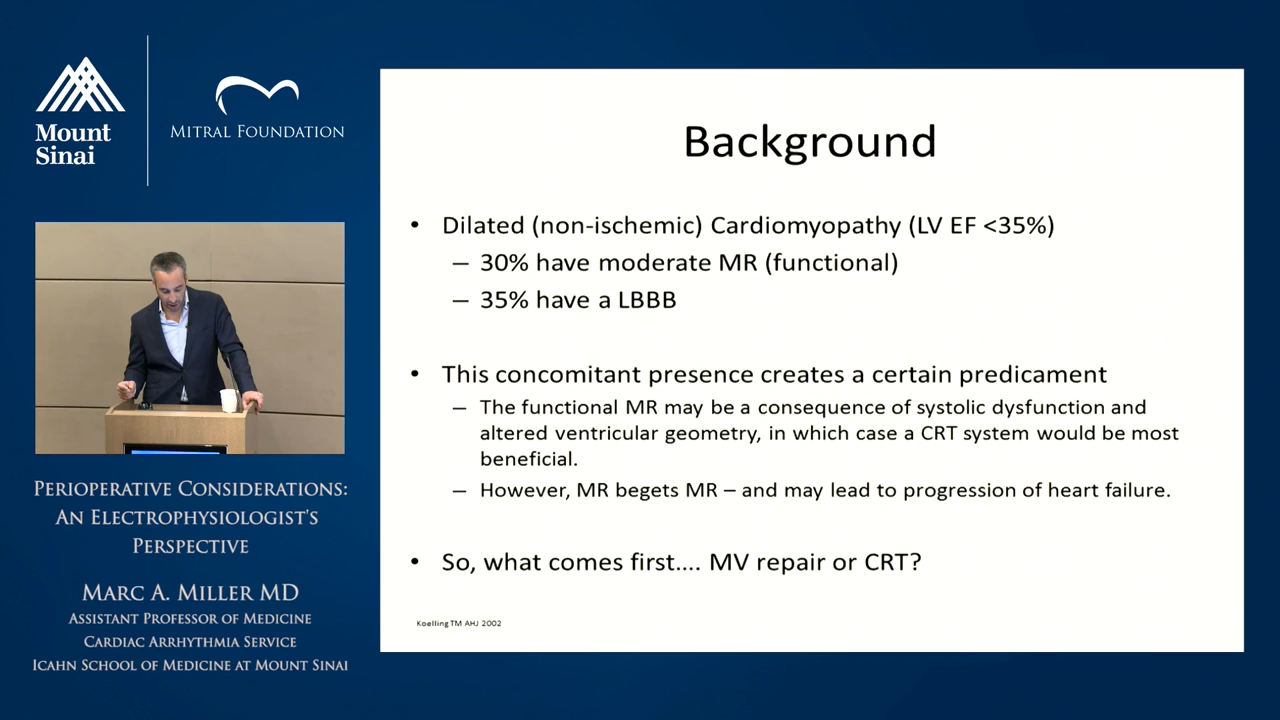 Mount
Sinai
MITRAL FOUNDATION
PERIOPERATIVE CONSIDERATIONS:
AN ELECTROPHYSIOLOGIST'S
PERSPECTIVE
MARC A. MILLER MD
ASSISTANT PROFESSOR OF MEDICINE
CARDIAC ARRHYTHMIA SERVICE
ICAHN SCHOOL OF MEDICINE AT MOUNT SINAI
Background
• Dilated (non-ischemic) Cardiomyopathy (LV EF <35%)
– 30% have moderate MR (functional)
– 35% have a LBBB
• This concomitant presence creates a certain predicament
– The functional MR may be a consequence of systolic dysfunction and
altered ventricular geometry, in which case a CRT system would be most
beneficial.
– However, MR begets MR – and may lead to progression of heart failure.
• So, what comes first.... MV repair or CRT?
Koelling TM AHJ 2002